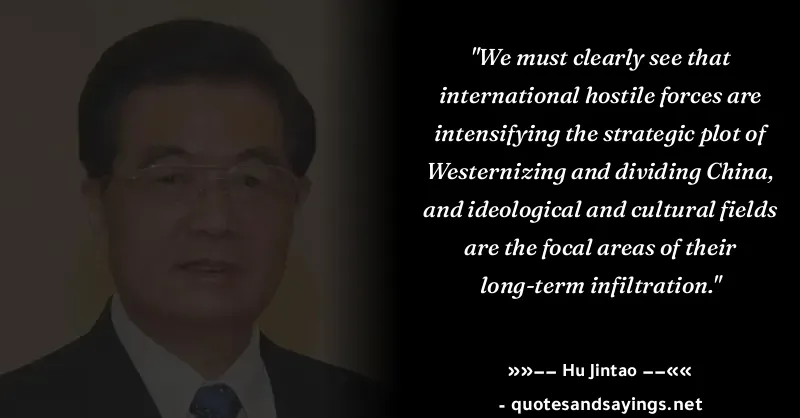 "We must clearly see that
international hostile forces are
intensifying the strategic plot of
Westernizing and dividing China,
and ideological and cultural fields
are the focal areas of their
long-term infiltration."
»»−− Hu Jintao −−««
- quotesandsayings.net